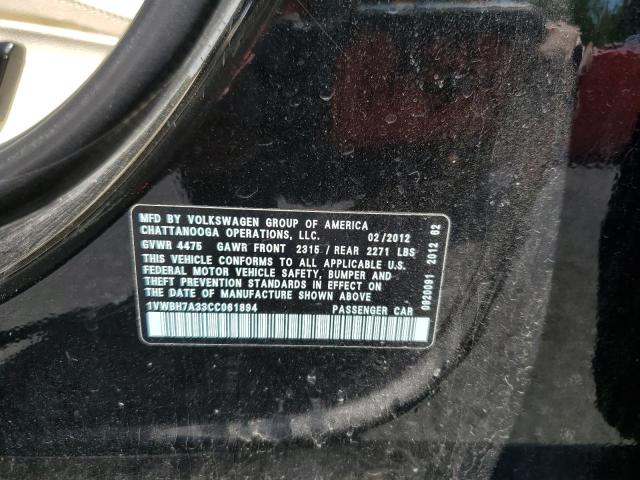 MFD BY VOLKSWAGEN GROUP OF AMERICA
CHATTANOOGA OPERATIONS, LLC. 02/2012
GVWR 4475 GAWR FRONT 2315 / REAR 2271 LBS
THIS VEHICLE CONFORMS TO ALL APPLICABLE U.S.
FEDERAL MOTOR VEHICLE SAFETY, BUMPER AND
THEFT PREVENTION STANDARDS IN EFFECT ON
THE DATE OF MANUFACTURE SHOWN ABOVE
1VWBH7A33CC061894 PASSENGER CAR
0920091 2012 62